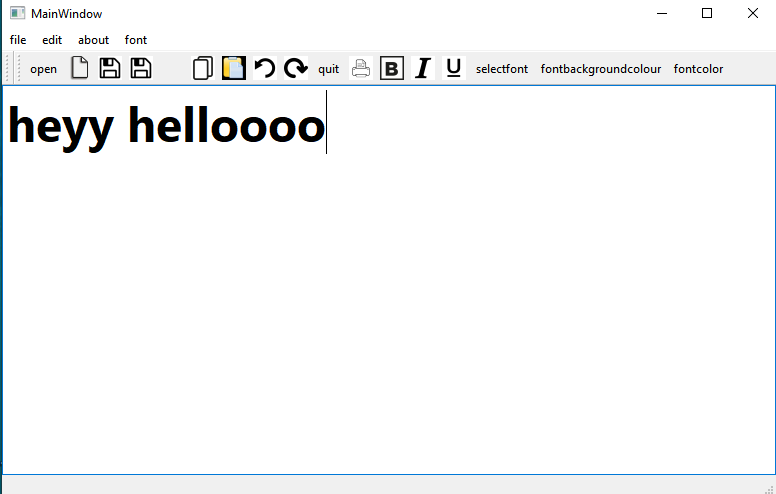 MainWindow
file edit about font
open quit B I U selectfont fontbackgroundcolour fontcolor
heyy helloooo